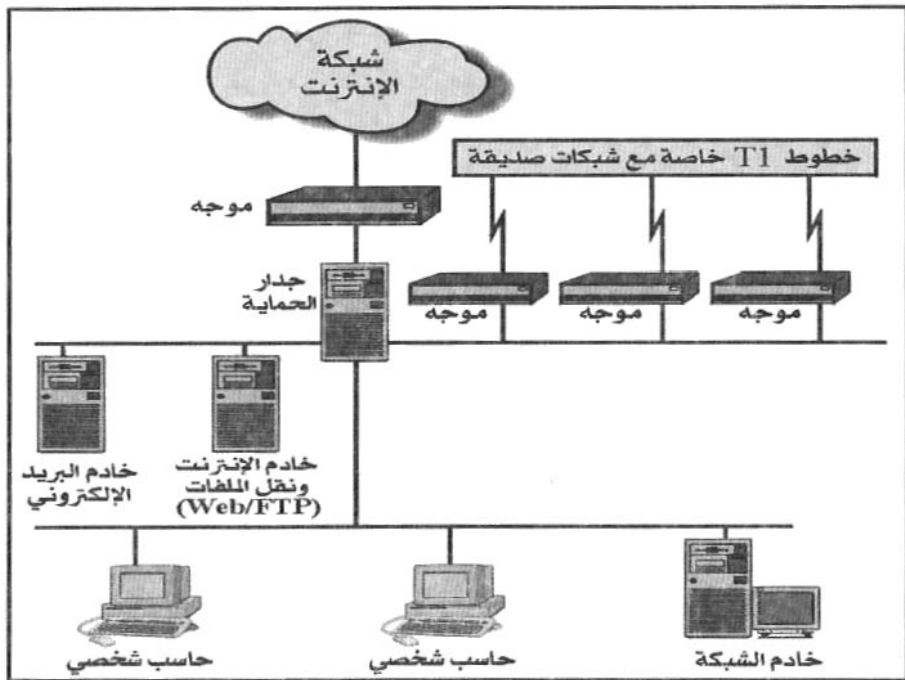 شبكة
الإنترنت
خطوط T1 خاصة مع شبكات صديقة
موجه
جدار
الحماية
موجه
موجه
موجه
خادم البريد
الإلكتروني
خادم الإنترنت
ونقل الملفات
(Web/FTP)
حاسب شخصي
حاسب شخصي
خادم الشبكة